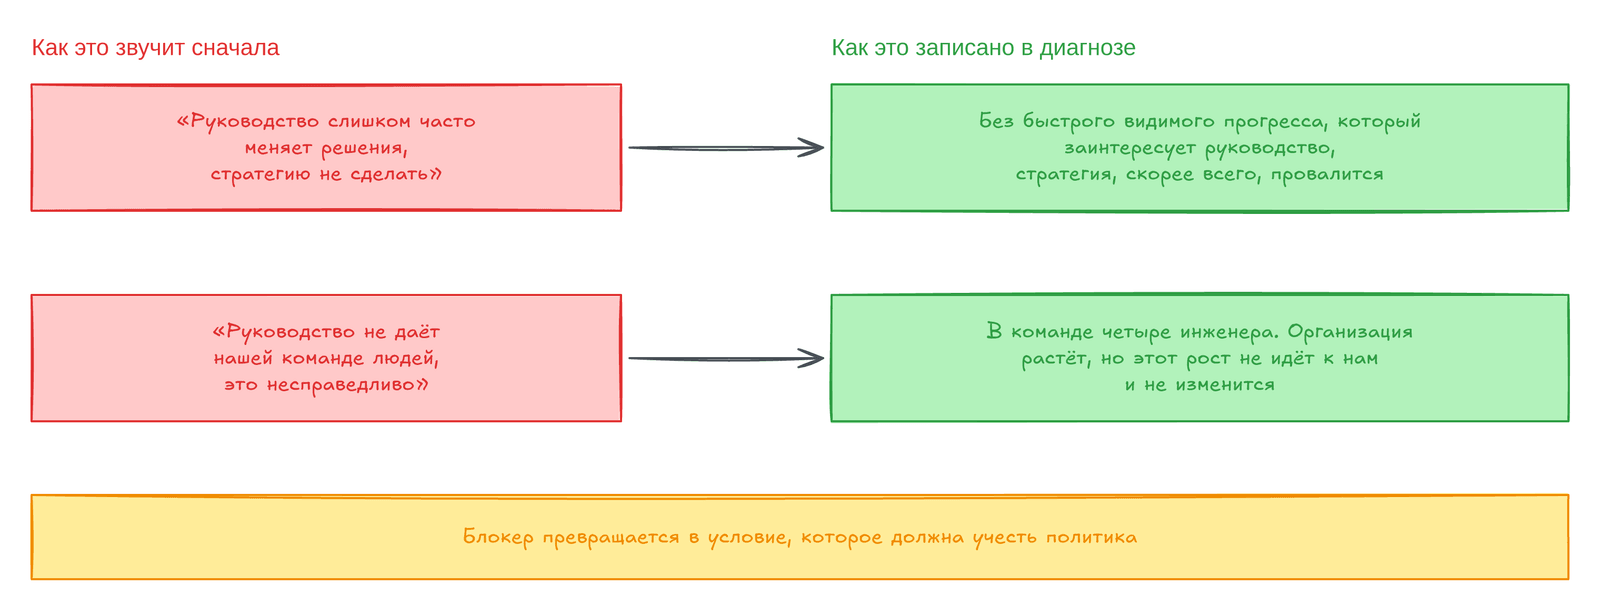 Как это звучит сначала
Как это записано в диагнозе
«Руководство слишком часто
меняет решения,
стратегию не сделать»
Без быстрого видимого прогресса, который
заинтересует руководство,
стратегия, скорее всего, провалится
«Руководство не даёт
нашей команде людей,
это несправедливо»
В команде четыре инженера. Организация
растёт, но этот рост не идёт к нам
и не изменится
Блокер превращается в условие, которое должна учесть политика